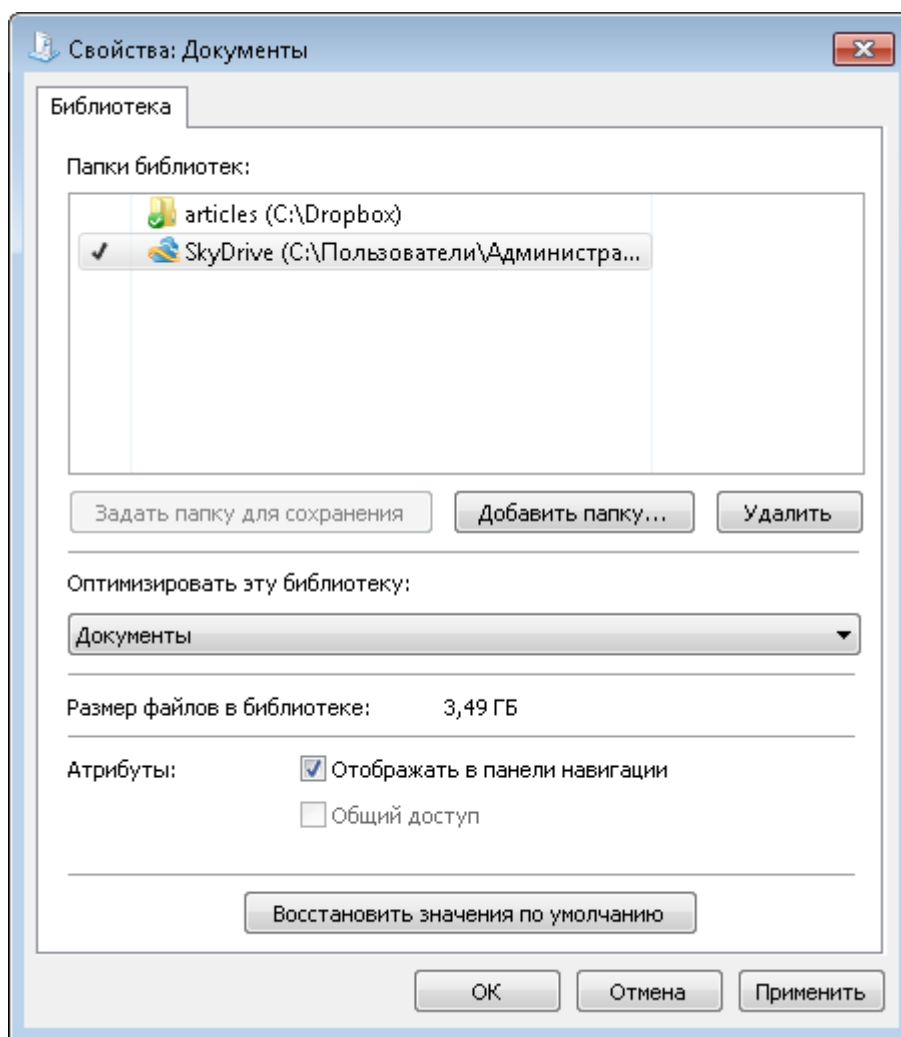 Свойства: Документы
Библиотека
Папки библиотек:
articles (C:\Dropbox)
SkyDrive (C:\Пользователи\Администра...
Задать папку для сохранения Добавить папку... Удалить
Оптимизировать эту библиотеку:
Документы
Размер файлов в библиотеке: 3,49 ГБ
Атрибуты: Отображать в панели навигации
Общий доступ
Восстановить значения по умолчанию
ОК Отмена Применить